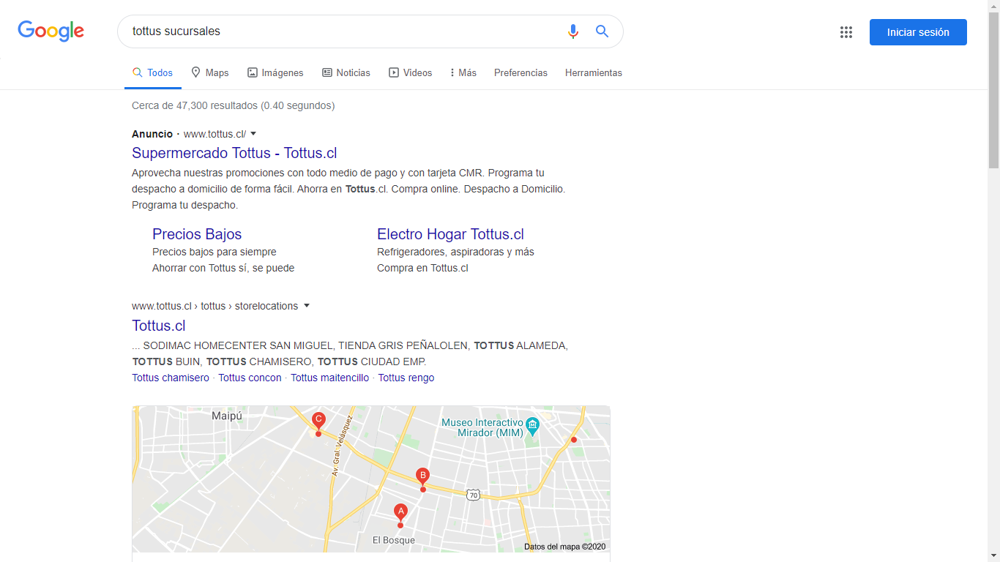 Google
tottus sucursales
Iniciar sesión
Todos
Maps
Imágenes
Noticias
Videos
Más
Preferencias
Herramientas
Cerca de 47,300 resultados (0.40 segundos)
Anuncio · www.tottus.cl/
Supermercado Tottus - Tottus.cl
Aprovecha nuestras promociones con todo medio de pago y con tarjeta CMR. Programa tu
despacho a domicilio de forma fácil. Ahorra en Tottus.cl. Compra online. Despacho a Domicilio.
Programa tu despacho.
Precios Bajos
Precios bajos para siempre
Ahorrar con Tottus sí, se puede
Electro Hogar Tottus.cl
Refrigeradores, aspiradoras y más
Compra en Tottus.cl
www.tottus.cl › tottus › storelocations
Tottus.cl
... SODIMAC HOMECENTER SAN MIGUEL, TIENDA GRIS PEÑALOLEN, TOTTUS ALAMEDA,
TOTTUS BUIN, TOTTUS CHAMISERO, TOTTUS CIUDAD EMP.
Tottus chamisero · Tottus concon · Tottus maitencillo · Tottus rengo
Maipú
C
Av. Gral. Velásquez
Museo Interactivo
Mirador (MIM)
B
70
A
El Bosque
Datos del mapa ©2020